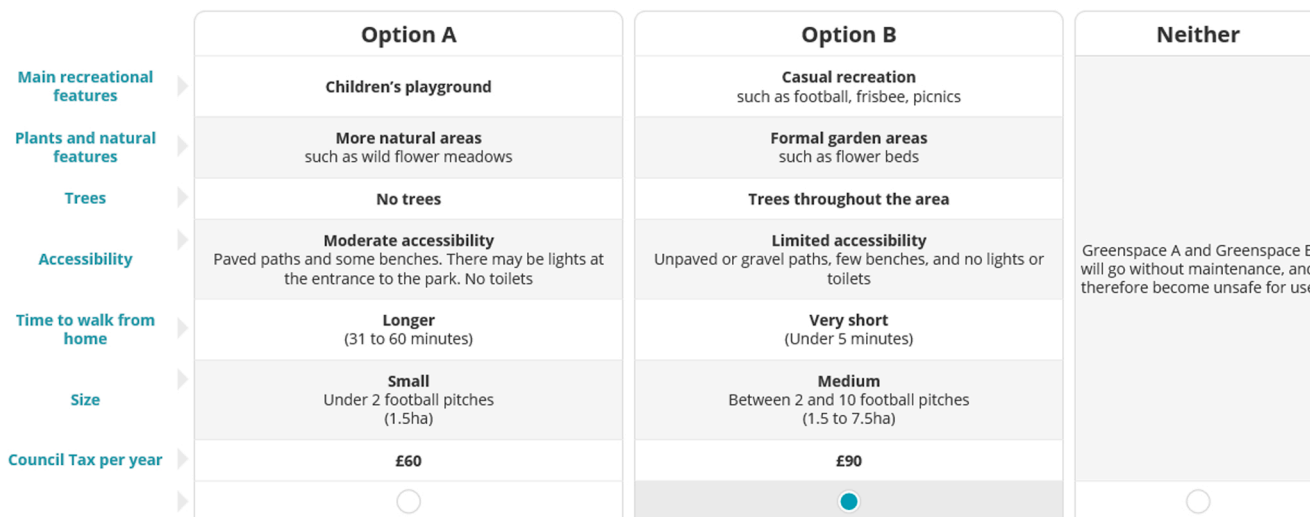 Option A
Option B
Neither
Main recreational
features
Children’s playground
Casual recreation
such as football, frisbee, picnics
Plants and natural
features
More natural areas
such as wild flower meadows
Formal garden areas
such as flower beds
Trees
No trees
Trees throughout the area
Accessibility
Moderate accessibility
Paved paths and some benches. There may be lights at
the entrance to the park. No toilets
Limited accessibility
Unpaved or gravel paths, few benches, and no lights or
toilets
Greenspace A and Greenspace
will go without maintenance,
therefore become unsafe for
Time to walk from
home
Longer
(31 to 60 minutes)
Very short
(Under 5 minutes)
Size
Small
Under 2 football pitches
(1.5ha)
Medium
Between 2 and 10 football pitches
(1.5 to 7.5ha)
Council Tax per year
£60
£90